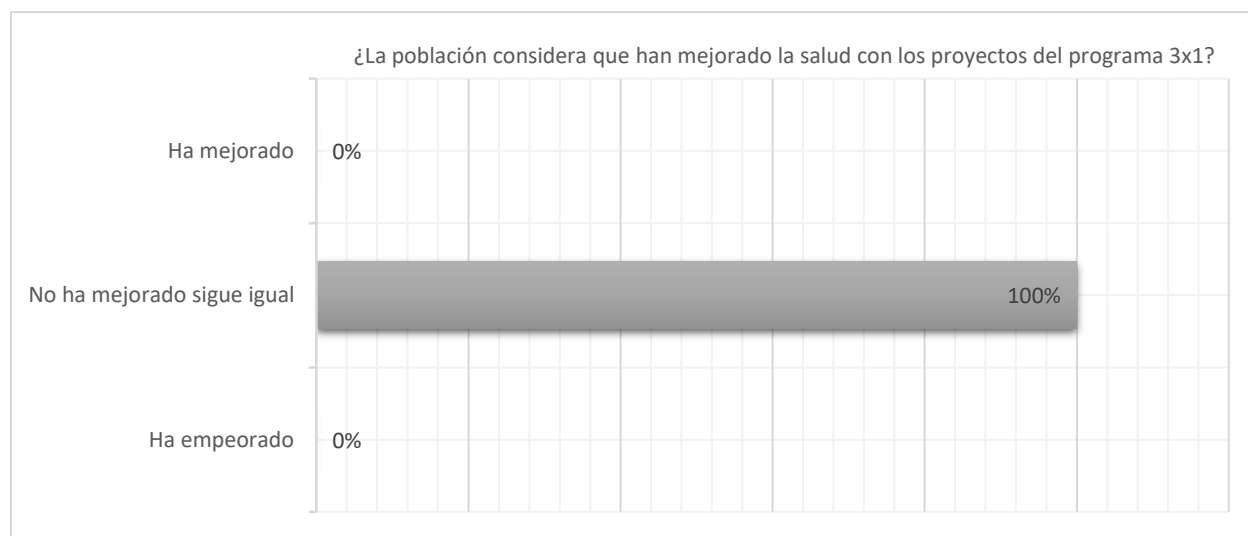 ¿La población considera que han mejorado la salud con los proyectos del programa 3x1?
Ha mejorado
0%
No ha mejorado sigue igual
100%
Ha empeorado
0%